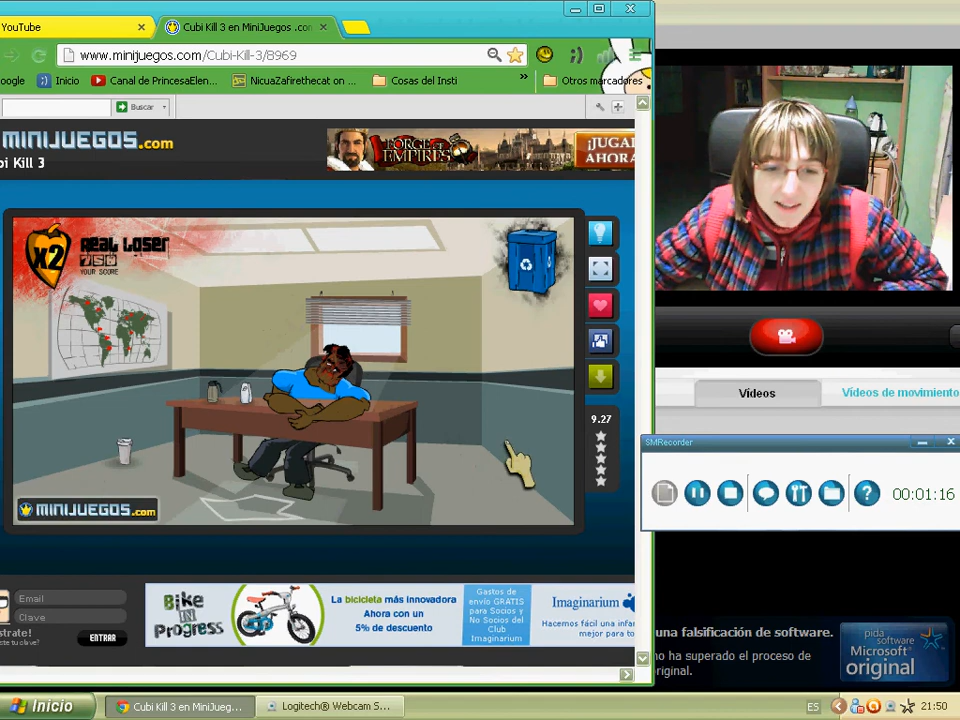 YouTube
Cubi Kill 3 en MiniJuegos .con
www.minijuegos.com/Cubi-Kill-3/8969
oogle
Inicio
Canal de PrincesaElen...
NicuaZafirethecat on ...
Cosas del Insti
»
Otros marcadores
Buscar
MINIJUEGOS.com
bi Kill 3
FORGE OF EMPIRES
¡JUGAR
AHORA
X2
REAL LOSER
750
YOUR SCORE
9.27
MINIJUEGOS.com
Vídeos
Vídeos de movimiento
SMRecorder
00:01:16
Email
Clave
strate!
ENTRAR
BiKE
iN
PrOgReSS
La bicicleta más innovadora
Ahora con un
5% de descuento
Gastos de
envío GRATIS
para Socios y
No Socios del
Club
Imaginarium
Imaginarium
Hacemos fácil una infan
mejor para to
una falsificación de software.
no ha superado el proceso de
original.
pida
software
Microsoft
original
Inicio
Cubi Kill 3 en MiniJueg...
Logitech® Webcam S...
ES
21:50